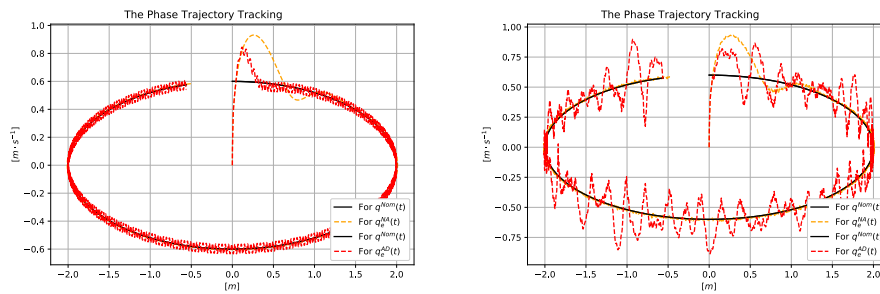 The Phase Trajectory Tracking
1.0
0.8
0.6
0.4
0.2
0.0
−0.2
−0.4
−0.6
[m · s⁻¹]
−2.0 −1.5 −1.0 −0.5 0.0 0.5 1.0 1.5 2.0
[m]
For q^{Nom}(t)
For q_e^{NA}(t)
For q^{Nom}(t)
For q_e^{AD}(t)
The Phase Trajectory Tracking
1.00
0.75
0.50
0.25
0.00
−0.25
−0.50
−0.75
[m · s⁻¹]
−2.0 −1.5 −1.0 −0.5 0.0 0.5 1.0 1.5 2.0
[m]
For q^{Nom}(t)
For q_e^{NA}(t)
For q^{Nom}(t)
For q_e^{AD}(t)